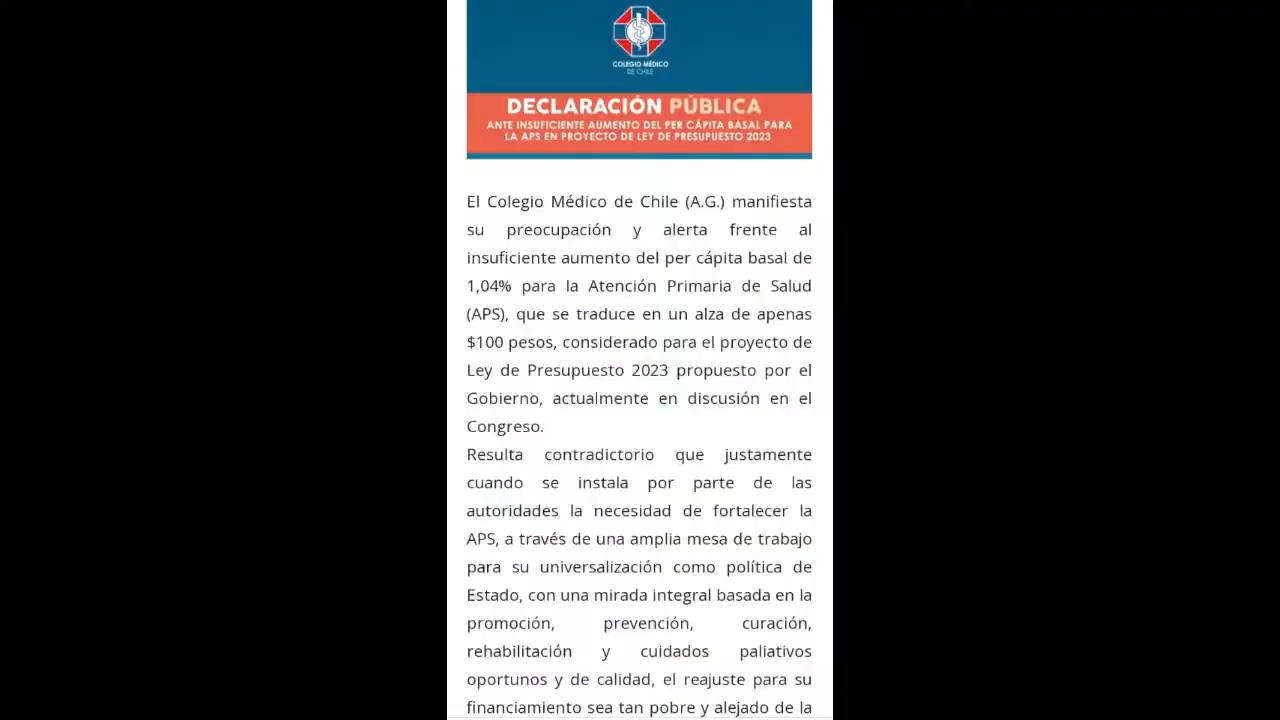 COLEGIO MÉDICO
DE CHILE
DECLARACIÓN PÚBLICA
ANTE INSUFICIENTE AUMENTO DEL PER CÁPITA BASAL PARA
LA APS EN PROYECTO DE LEY DE PRESUPUESTO 2023
El Colegio Médico de Chile (A.G.) manifiesta
su preocupación y alerta frente al
insuficiente aumento del per cápita basal de
1,04% para la Atención Primaria de Salud
(APS), que se traduce en un alza de apenas
$100 pesos, considerado para el proyecto de
Ley de Presupuesto 2023 propuesto por el
Gobierno, actualmente en discusión en el
Congreso.
Resulta contradictorio que justamente
cuando se instala por parte de las
autoridades la necesidad de fortalecer la
APS, a través de una amplia mesa de trabajo
para su universalización como política de
Estado, con una mirada integral basada en la
promoción, prevención, curación,
rehabilitación y cuidados paliativos
oportunos y de calidad, el reajuste para su
financiamiento sea tan pobre y alejado de la